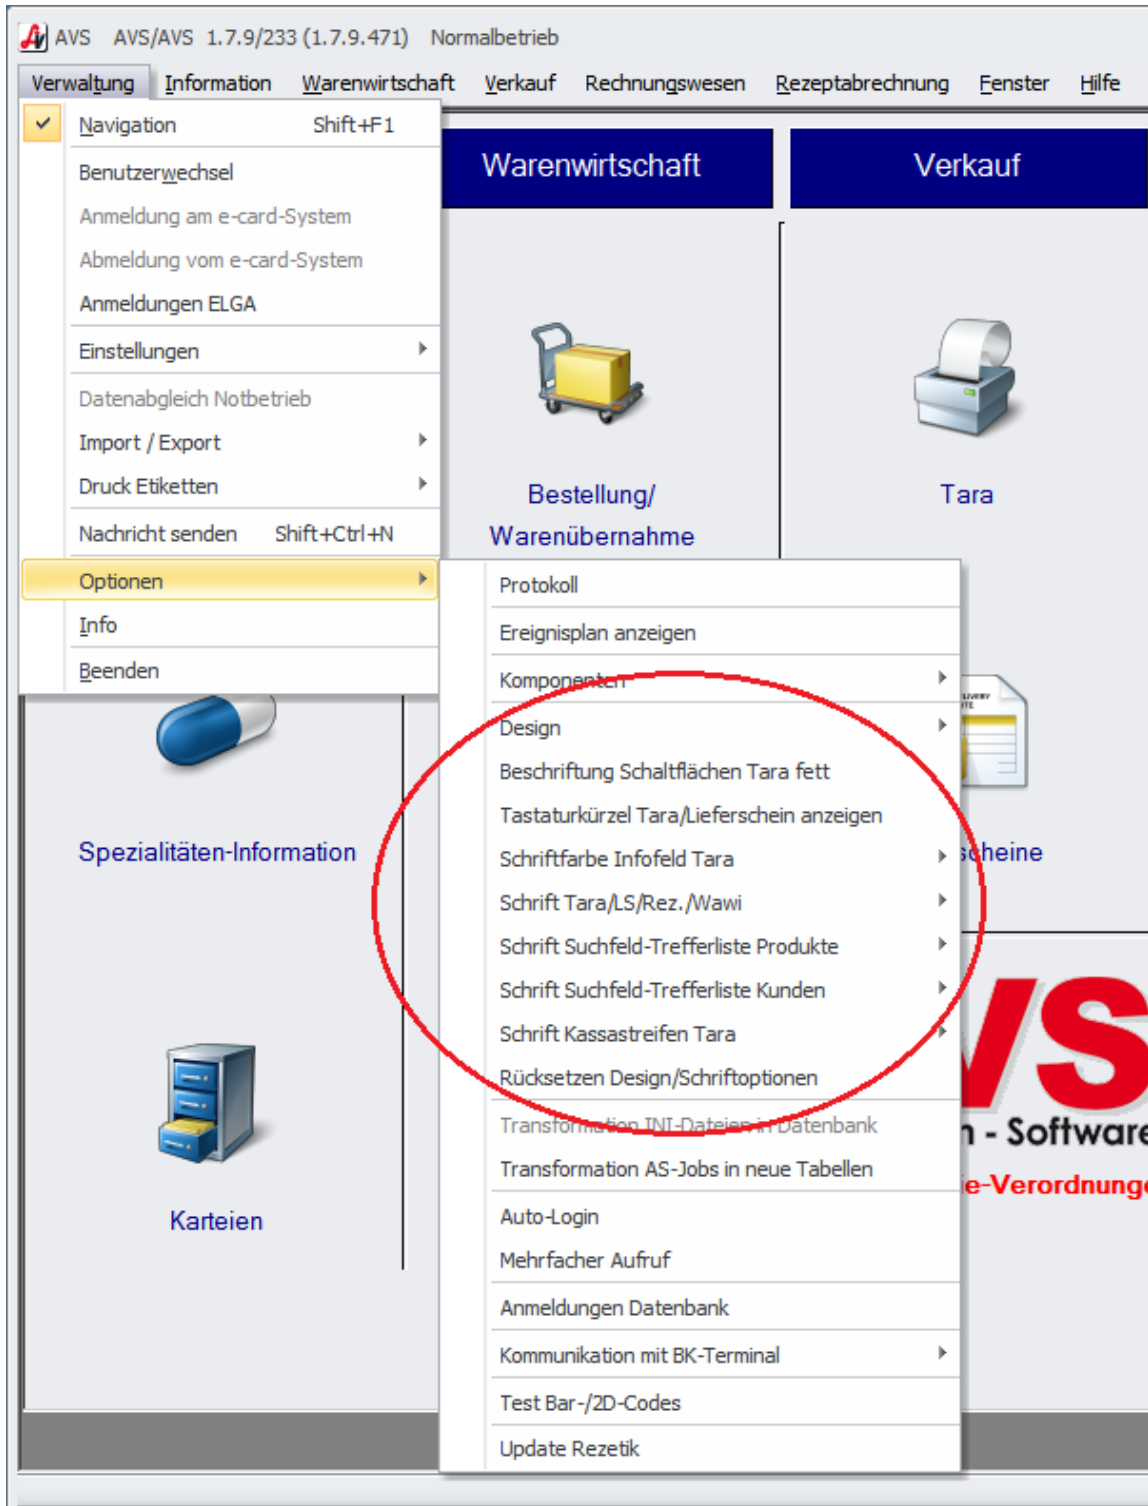 AVS AVS/AVS 1.7.9/233 (1.7.9.471) Normalbetrieb
Verwaltung Information Warenwirtschaft Verkauf Rechnungswesen Rezeptabrechnung Fenster Hilfe
Navigation Shift+F1
Benutzerwechsel
Anmeldung am e-card-System
Abmeldung vom e-card-System
Anmeldungen ELGA
Einstellungen
Datenabgleich Notbetrieb
Import / Export
Druck Etiketten
Nachricht senden Shift+Ctrl+N
Optionen
Info
Beenden
Warenwirtschaft
Verkauf
Bestellung/
Warenübernahme
Tara
Protokoll
Ereignisplan anzeigen
Komponenten
Design
Beschriftung Schaltflächen Tara fett
Tastaturkürzel Tara/Lieferschein anzeigen
Schriftfarbe Infofeld Tara
Schrift Tara/LS/Rez./Wawi
Schrift Suchfeld-Trefferliste Produkte
Schrift Suchfeld-Trefferliste Kunden
Schrift Kassastreifen Tara
Rücksetzen Design/Schriftoptionen
Transformation INI-Dateien in Datenbank
Transformation AS-Jobs in neue Tabellen
Auto-Login
Mehrfacher Aufruf
Anmeldungen Datenbank
Kommunikation mit BK-Terminal
Test Bar-/2D-Codes
Update Rezetik
Spezialitäten-Information
Karteien
scheine
VS
n - Software
ie-Verordnung